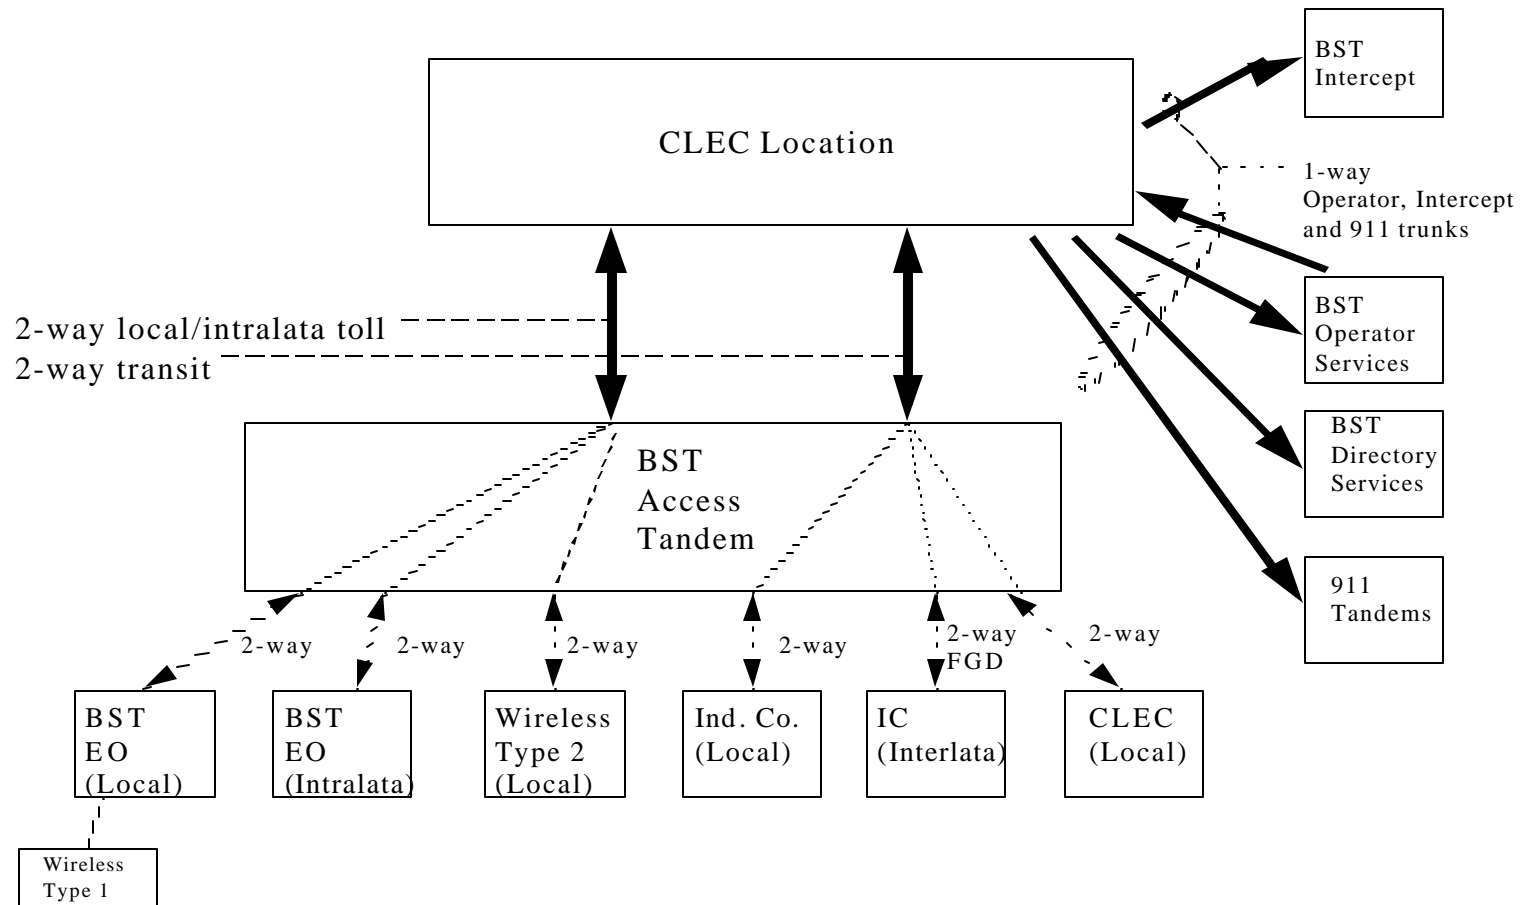 BST
Intercept
CLEC Location
1-way
Operator, Intercept
and 911 trunks
2-way local/intralata toll
2-way transit
BST
Operator
Services
BST
Directory
Services
BST
Access
Tandem
911
Tandems
2-way
2-way
2-way
2-way
2-way
FGD
2-way
BST
EO
(Local)
BST
EO
(Intralata)
Wireless
Type 2
(Local)
Ind. Co.
(Local)
IC
(Interlata)
CLEC
(Local)
Wireless
Type 1